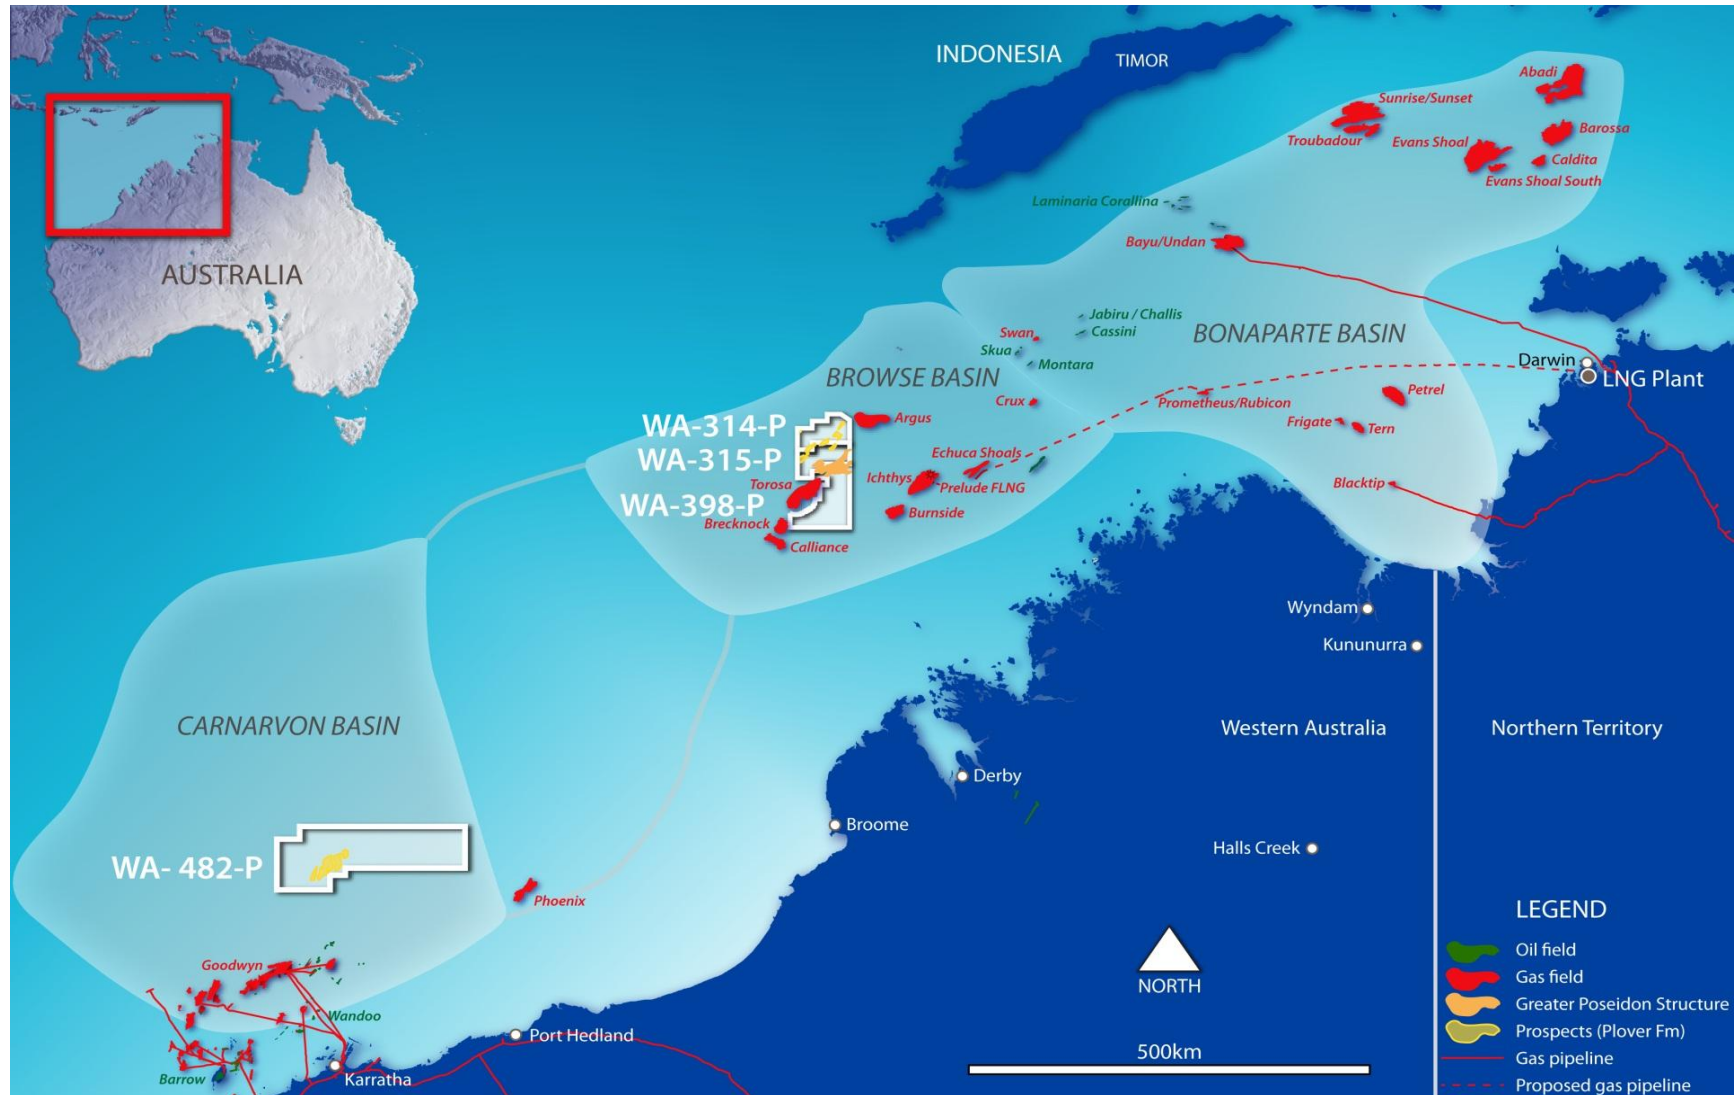 INDONESIA
TIMOR
Abadi
Sunrise/Sunset
Troubadour
Evans Shoal
Barossa
Caldita
Evans Shoal South
Laminaria Corallina
Bayu/Undan
AUSTRALIA
Jabiru / Challis
Cassini
Swan
Skua
Montara
BONAPARTE BASIN
BROWSE BASIN
Darwin
LNG Plant
Crux
Prometheus/Rubicon
Petrel
Frigate
Tern
Argus
WA-314-P
WA-315-P
WA-398-P
Echuca Shoals
Ichthys
Prelude FLNG
Torosa
Burnside
Brecknock
Calliance
Blacktip
Wyndam
Kununurra
CARNARVON BASIN
Western Australia
Northern Territory
Derby
Broome
Halls Creek
WA- 482-P
Phoenix
Goodwyn
Wandoo
Barrow
Karratha
Port Hedland
NORTH
500km
LEGEND
Oil field
Gas field
Greater Poseidon Structure
Prospects (Plover Fm)
Gas pipeline
Proposed gas pipeline